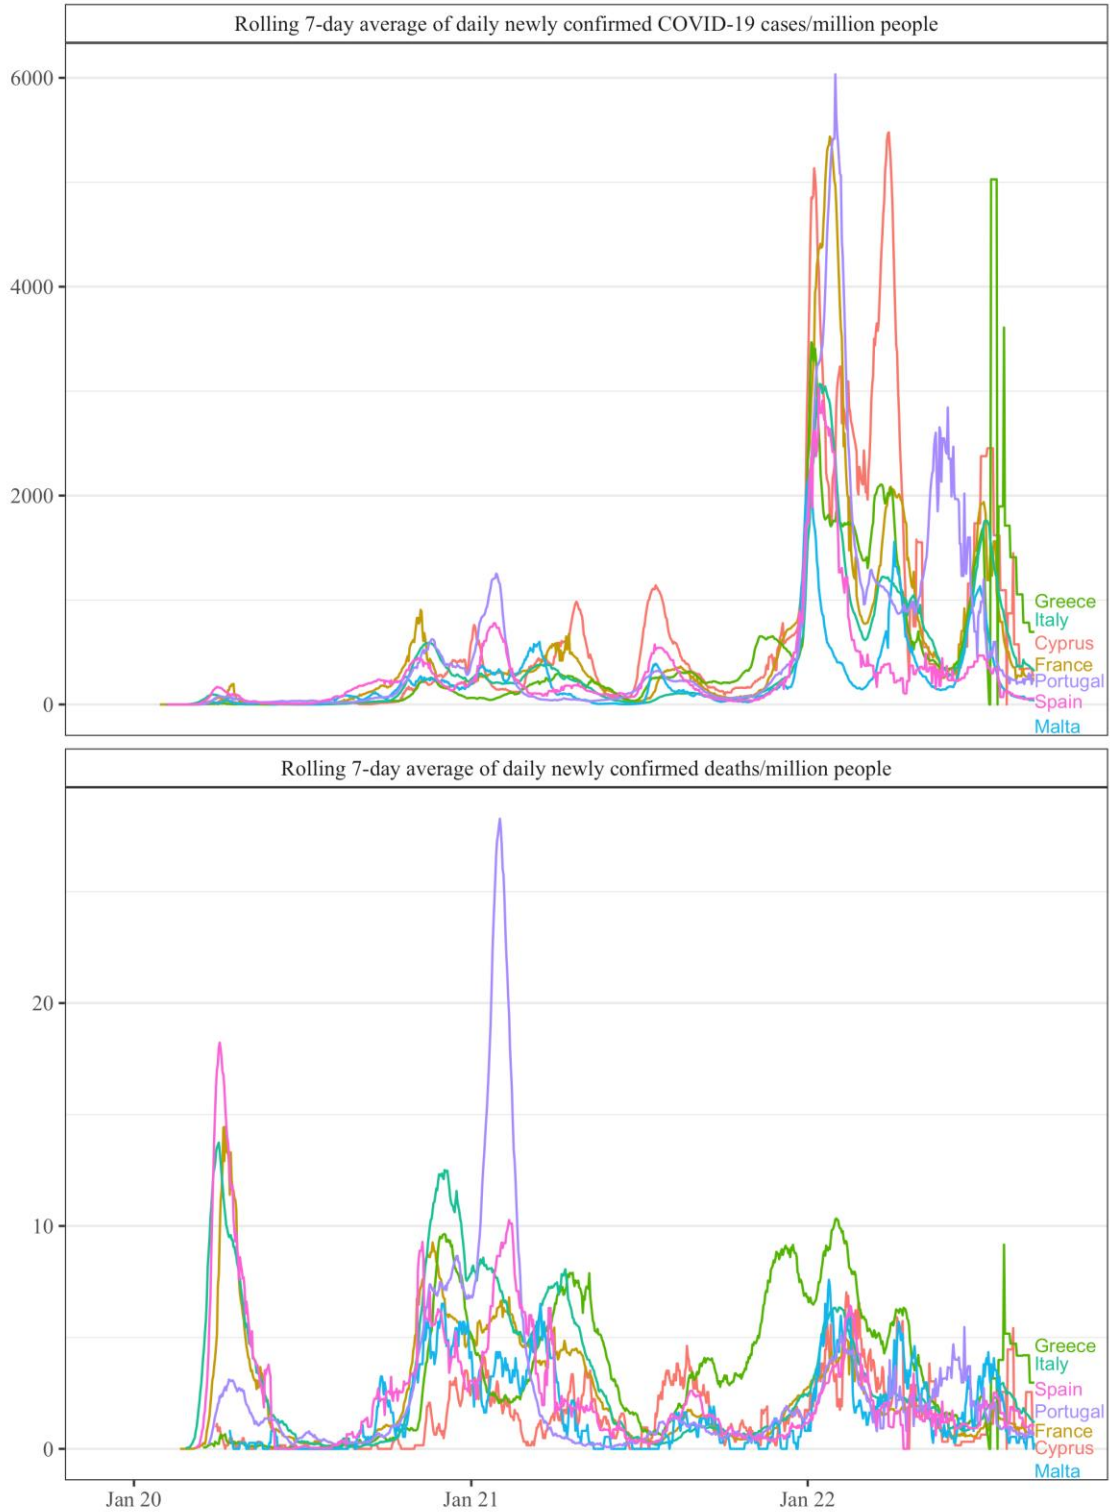 Rolling 7-day average of daily newly confirmed COVID-19 cases/million people
6000
4000
2000
0
Greece
Italy
Cyprus
France
Portugal
Spain
Malta
Rolling 7-day average of daily newly confirmed deaths/million people
20
10
0
Greece
Italy
Spain
Portugal
France
Cyprus
Malta
Jan 20 Jan 21 Jan 22